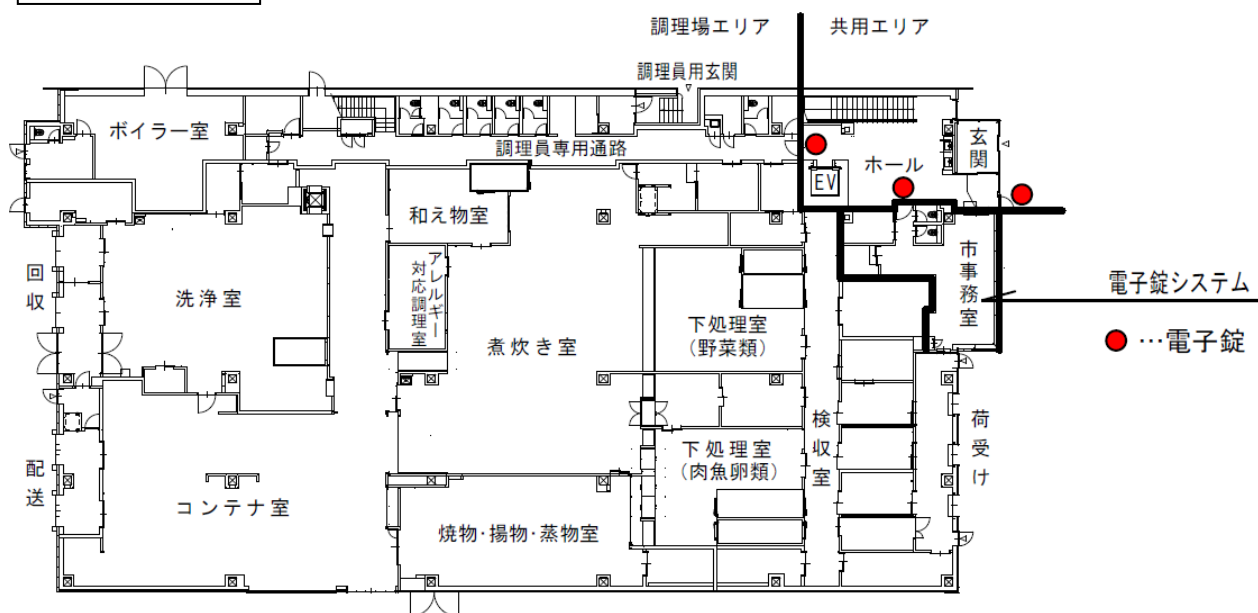 調理場エリア
共用エリア
調理員用玄関
ボイラー室
調理員専用通路
ホール
玄関
EV
和え物室
アレルギー
対応調理室
市事務室
回収
洗浄室
煮炊き室
下処理室
(野菜類)
電子錠システム
●…電子錠
検収室
荷受け
下処理室
(肉魚卵類)
配送
コンテナ室
焼物・揚物・蒸物室